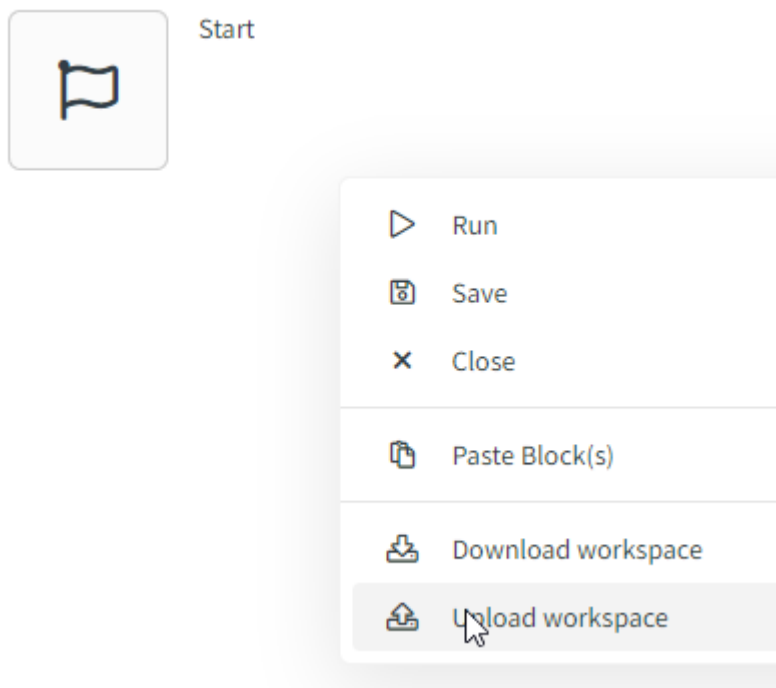 Start
Run
Save
Close
Paste Block(s)
Download workspace
Upload workspace